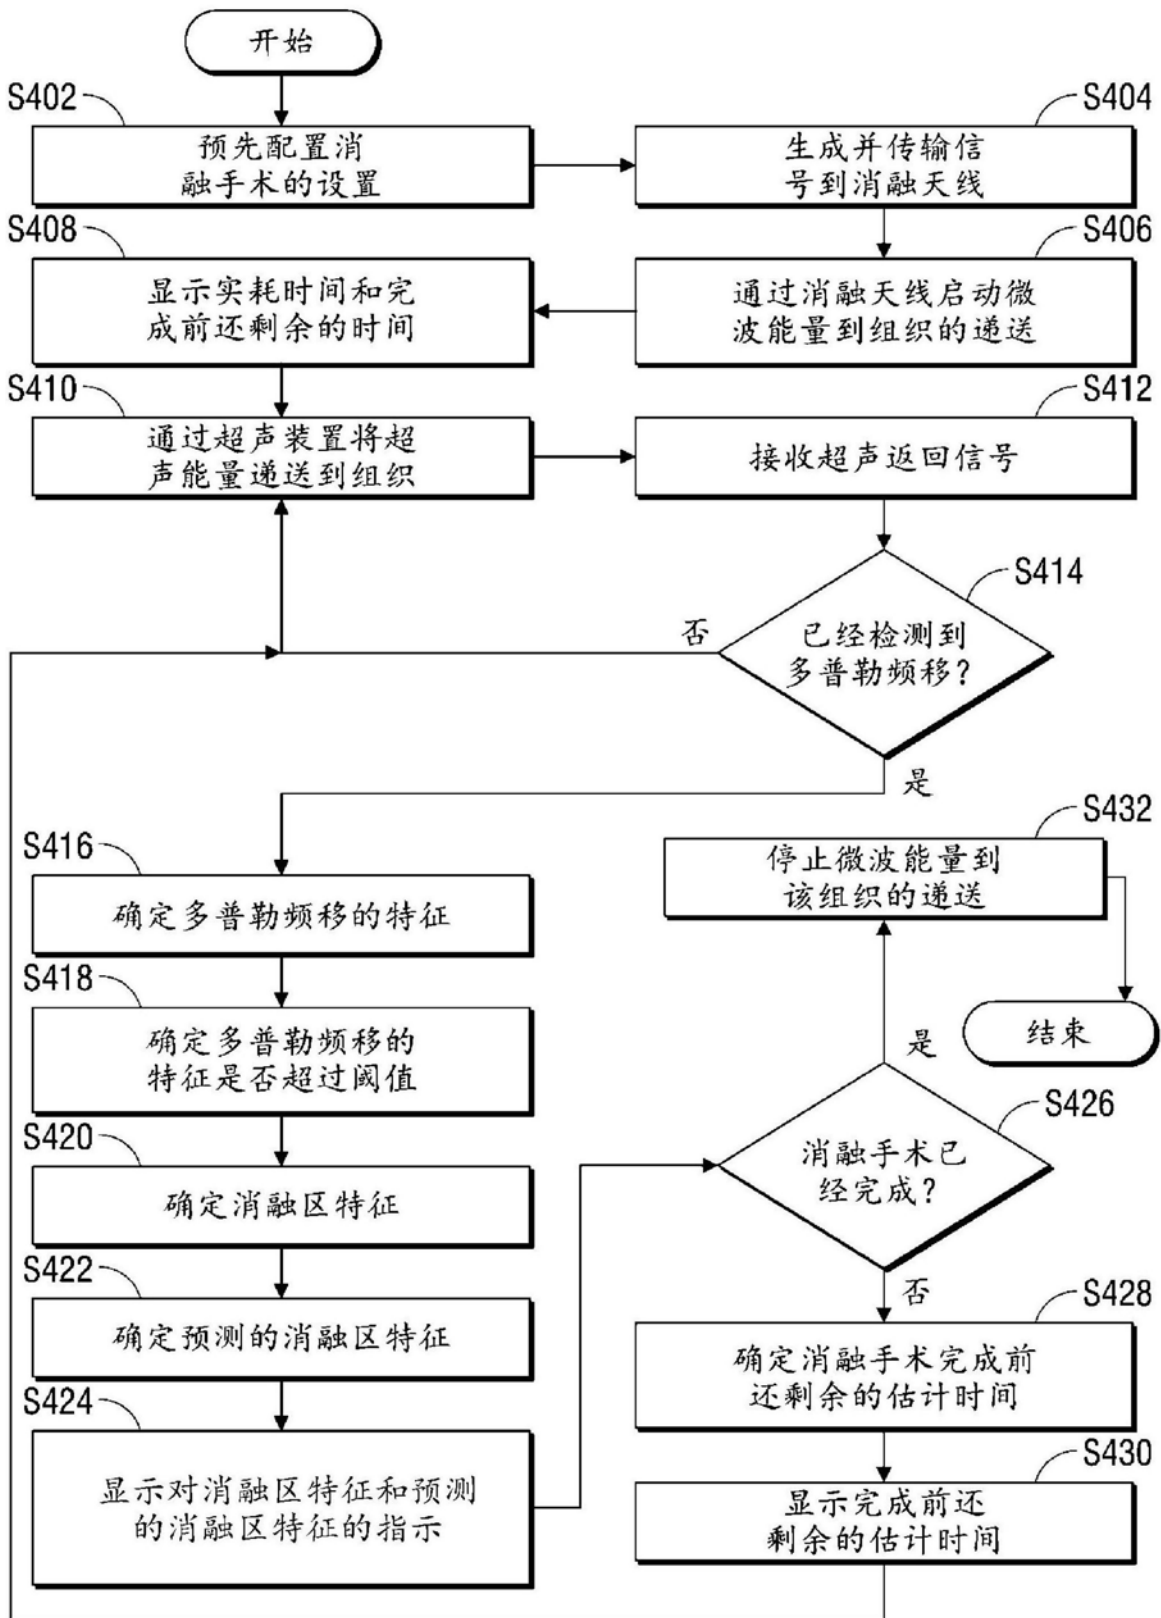 开始
S402
预先配置消
融手术的设置
S404
生成并传输信
号到消融天线
S406
通过消融天线启动微
波能量到组织的递送
S408
显示实耗时间和完
成前还剩余的时间
S410
通过超声装置将超
声能量递送到组织
S412
接收超声返回信号
S414
已经检测到
多普勒频移?
否
是
S416
确定多普勒频移的特征
S418
确定多普勒频移的
特征是否超过阈值
S420
确定消融区特征
S422
确定预测的消融区特征
S424
显示对消融区特征和预测
的消融区特征的指示
S426
消融手术已
经完成?
是
否
S428
确定消融手术完成前
还剩余的估计时间
S430
显示完成前还
剩余的估计时间
S432
停止微波能量到
该组织的递送
结束